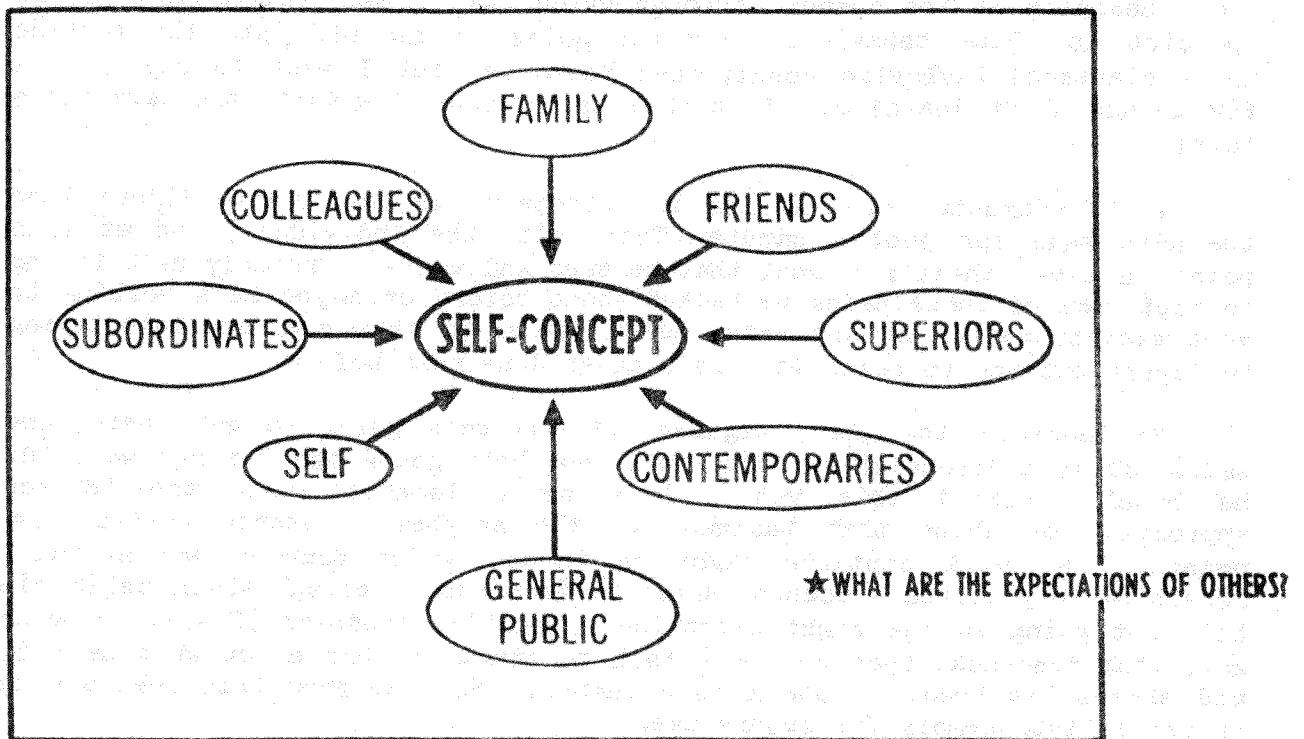 FAMILY
COLLEAGUES
FRIENDS
SUBORDINATES
SELF-CONCEPT
SUPERIORS
SELF
CONTEMPORARIES
GENERAL
PUBLIC
★WHAT ARE THE EXPECTATIONS OF OTHERS?